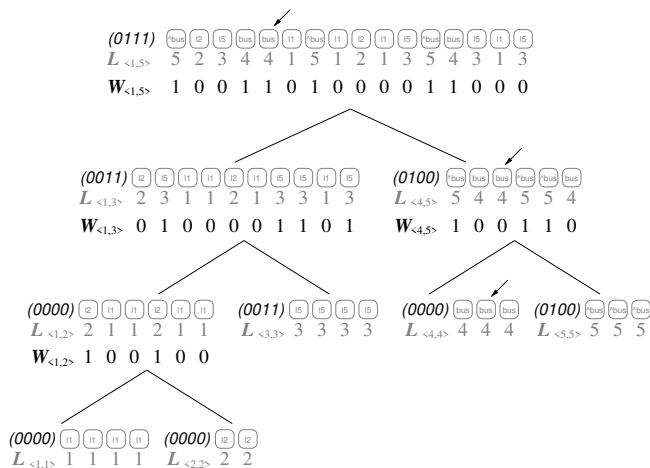 (0111) ^bus l2 l5 bus bus l1 ^bus l1 l2 l1 l5 ^bus bus l5 l1 l5
L <1,5> 5 2 3 4 4 1 5 1 2 1 3 5 4 3 1 3
W<1,5> 1 0 0 1 1 0 1 0 0 0 0 1 1 0 0 0
(0011) l2 l5 l1 l1 l2 l1 l5 l5 l1 l5 (0100) ^bus bus bus ^bus ^bus bus
L <1,3> 2 3 1 1 2 1 3 3 1 3 L <4,5> 5 4 4 5 5 4
W<1,3> 0 1 0 0 0 0 1 1 0 1 W<4,5> 1 0 0 1 1 0
(0000) l2 l1 l1 l2 l1 l1 (0011) l5 l5 l5 l5 (0000) bus bus bus (0100) ^bus ^bus ^bus
L <1,2> 2 1 1 2 1 1 L <3,3> 3 3 3 3 L <4,4> 4 4 4 L <5,5> 5 5 5
W<1,2> 1 0 0 1 0 0
(0000) l1 l1 l1 l1 (0000) l2 l2
L <1,1> 1 1 1 1 L <2,2> 2 2